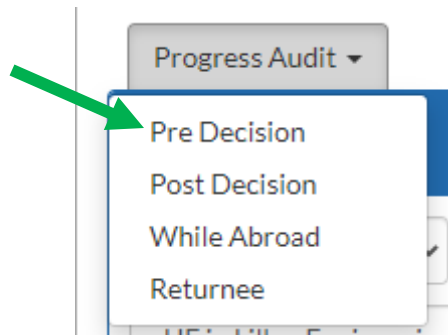 Progress Audit
Pre Decision
Post Decision
While Abroad
Returnee